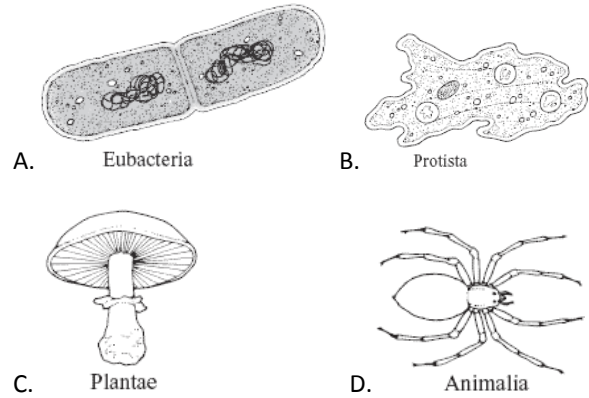 A. Eubacteria
B. Protista
C. Plantae
D. Animalia